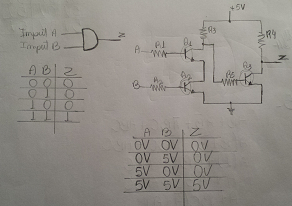 Input A
Input B
Z
A B Z
0 0 0
0 1 0
1 0 0
1 1 1
+5V
R3
R4
A
R1
Q1
Z
B
R2
Q2
R5
Q3
A B Z
0V 0V 0V
0V 5V 0V
5V 0V 0V
5V 5V 5V